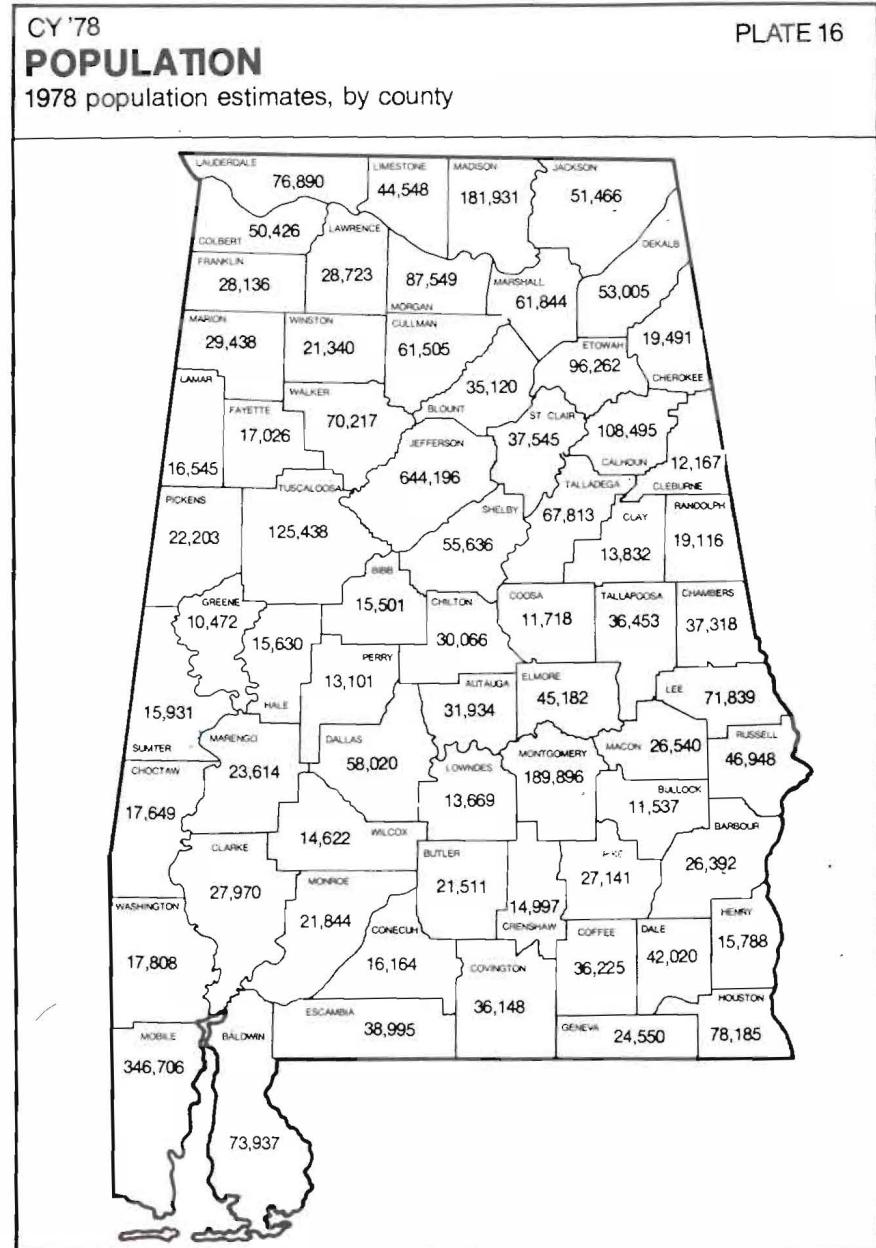 CY '78
PLATE 16
POPULATION
1978 population estimates, by county
LAUDERDALE
76,890
LIMESTONE
44,548
MADISON
181,931
JACKSON
51,466
COLBERT
50,426
LAWRENCE
28,723
DEKALB
53,005
FRANKLIN
28,136
87,549
MORGAN
MARSHALL
61,844
MARION
29,438
WINSTON
21,340
CULLMAN
61,505
ETOWAH
96,262
19,491
CHEROKEE
LAMAR
16,545
FAYETTE
17,026
WALKER
70,217
35,120
BLOUNT
ST CLAIR
37,545
108,495
CALHOUN
12,167
CLEBURNE
JEFFERSON
644,196
TUSCALOOSA
125,438
PICKENS
22,203
SHELBY
55,636
TALLADEGA
67,813
CLAY
13,832
RANDOLPH
19,116
BIBB
15,501
GREENE
10,472
15,630
HALE
CHILTON
30,066
COOSA
11,718
TALLAPOOSA
36,453
CHAMBERS
37,318
PERRY
13,101
AUTAUGA
31,934
ELMORE
45,182
LEE
71,839
15,931
SUMTER
MARENGO
23,614
DALLAS
58,020
LOWNDES
13,669
MONTGOMERY
189,896
MACON
26,540
RUSSELL
46,948
CHOCTAW
17,649
BULLOCK
11,537
14,622
WILCOX
BARBOUR
26,392
CLARKE
27,970
BUTLER
21,511
PIKE
27,141
MONROE
21,844
14,997
CRENSHAW
WASHINGTON
17,808
CONECUH
16,164
COFFEE
36,225
DALE
42,020
HENRY
15,788
COVINGTON
36,148
ESCAMBIA
38,995
HOUSTON
78,185
GENEVA
24,550
MOBILE
346,706
BALDWIN
73,937